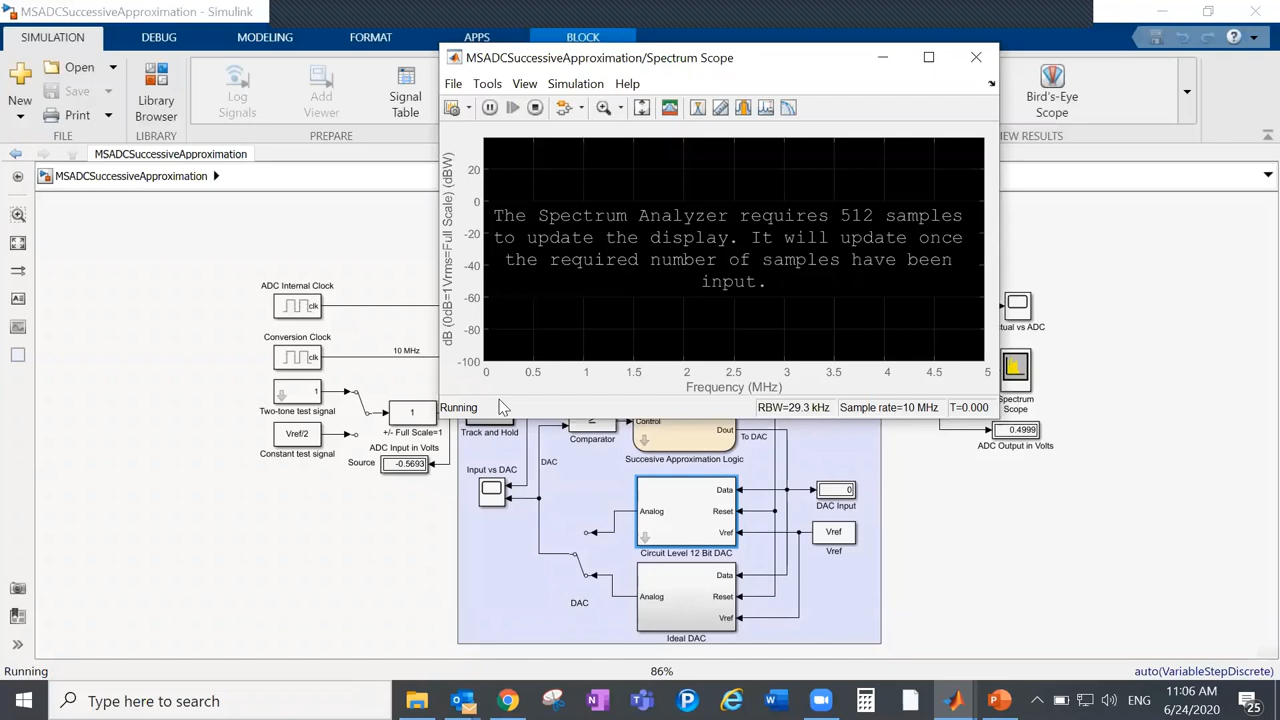 MSADCSuccessiveApproximation - Simulink
SIMULATION
DEBUG
MODELING
FORMAT
APPS
BLOCK
New
Open
Save
Print
FILE
Library
Browser
LIBRARY
Log
Signals
Add
Viewer
Signal
Table
PREPARE
Bird's-Eye
Scope
VIEW RESULTS
MSADCSuccessiveApproximation
MSADCSuccessiveApproximation
MSADCSuccessiveApproximation/Spectrum Scope
File
Tools
View
Simulation
Help
dB (0dB=1Vrms=Full Scale) (dBW)
20
0
-20
-40
-60
-80
-100
The Spectrum Analyzer requires 512 samples
to update the display. It will update once
the required number of samples have been
input.
0
0.5
1
1.5
2
2.5
3
3.5
4
4.5
5
Frequency (MHz)
Running
RBW=29.3 kHz
Sample rate=10 MHz
T=0.000
ADC Internal Clock
clk
Conversion Clock
clk
10 MHz
1
Two-tone test signal
Vref/2
Constant test signal
1
+/- Full Scale=1
ADC Input in Volts
Source
-0.5693
Track and Hold
Input vs DAC
DAC
Comparator
Control
Dout
To DAC
Succesive Approximation Logic
Data
Analog
Reset
Vref
Circuit Level 12 Bit DAC
Data
Analog
Reset
Vref
Ideal DAC
DAC
0
DAC Input
Vref
Vref
tual vs ADC
Spectrum
Scope
0.4999
ADC Output in Volts
Running
86%
auto(VariableStepDiscrete)
Type here to search
ENG
11:06 AM
6/24/2020
25